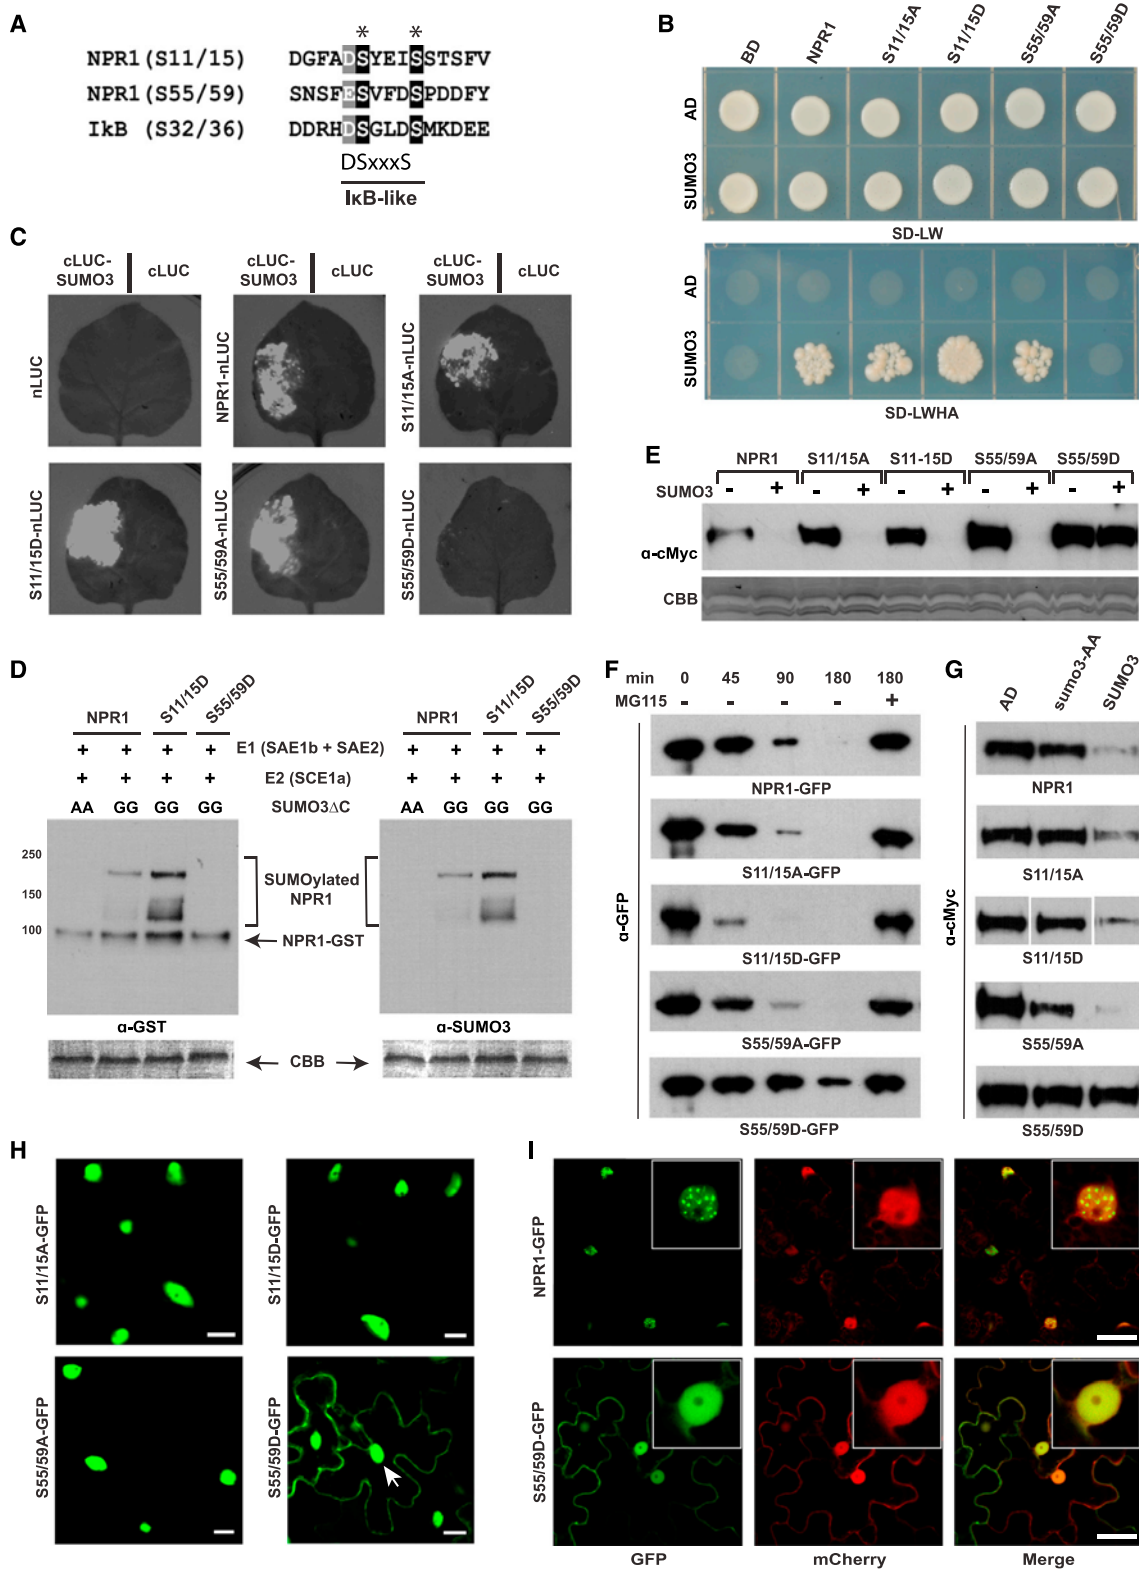 A
* *
NPR1(S11/15) DGFADSYEISSTSFV
NPR1(S55/59) SNSFESVFDSPDDFY
IkB (S32/36) DDRHDSGLDSMKDEE
DSxxxS
IκB-like
B
BD NPR1 S11/15A S11/15D S55/59A S55/59D
AD
SUMO3
SD-LW
AD
SUMO3
SD-LWHA
C
cLUC-SUMO3 cLUC cLUC-SUMO3 cLUC cLUC-SUMO3 cLUC
nLUC NPR1-nLUC S11/15A-nLUC
S11/15D-nLUC S55/59A-nLUC S55/59D-nLUC
E
NPR1 S11/15A S11-15D S55/59A S55/59D
SUMO3 - + - + - + - + - +
α-cMyc
CBB
D
NPR1 S11/15D S55/59D NPR1 S11/15D S55/59D
+ + + + E1 (SAE1b + SAE2) + + + +
+ + + + E2 (SCE1a) + + + +
AA GG GG GG SUMO3ΔC AA GG GG GG
250
150
100
SUMOylated
NPR1
NPR1-GST
α-GST α-SUMO3
CBB
F
min 0 45 90 180 180
MG115 - - - - +
α-GFP
NPR1-GFP
S11/15A-GFP
S11/15D-GFP
S55/59A-GFP
S55/59D-GFP
G
AD sumo3-AA SUMO3
α-cMyc
NPR1
S11/15A
S11/15D
S55/59A
S55/59D
H
S11/15A-GFP S11/15D-GFP
S55/59A-GFP S55/59D-GFP
I
NPR1-GFP
S55/59D-GFP
GFP mCherry Merge